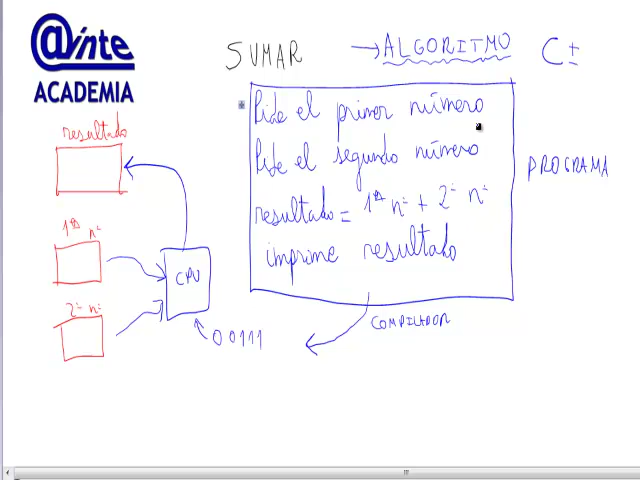 @inte
ACADEMIA
SUMAR
ALGORITMO
C±
Pide el primer número
Pide el segundo número
resultado = 1er nº + 2º nº
imprime resultado
PROGRAMA
resultado
1er nº
2º nº
CPU
00111
COMPILADOR